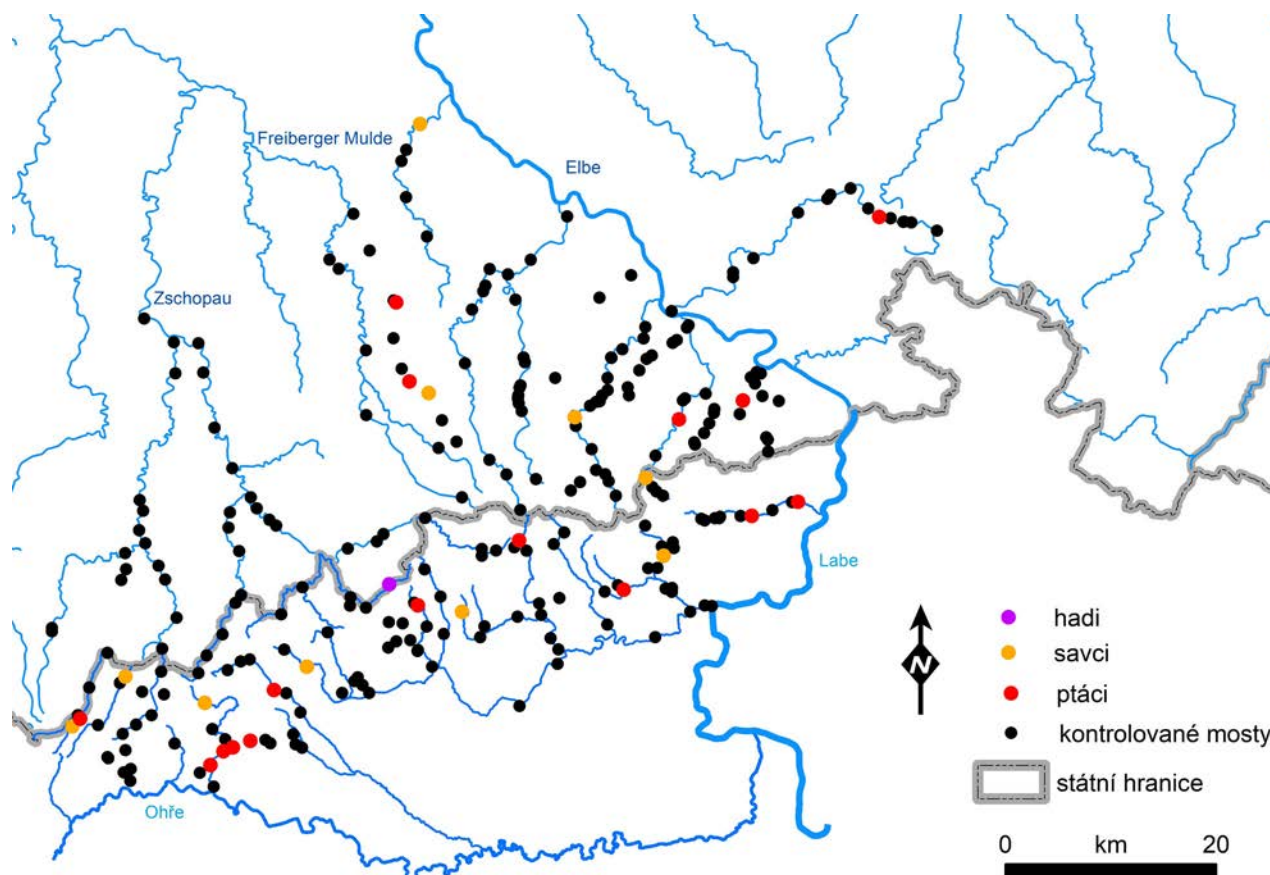 Freiberger Mulde
Elbe
Zschopau
Labe
Ohře
N
hadi
savci
ptáci
kontrolované mosty
státní hranice
0 km 20